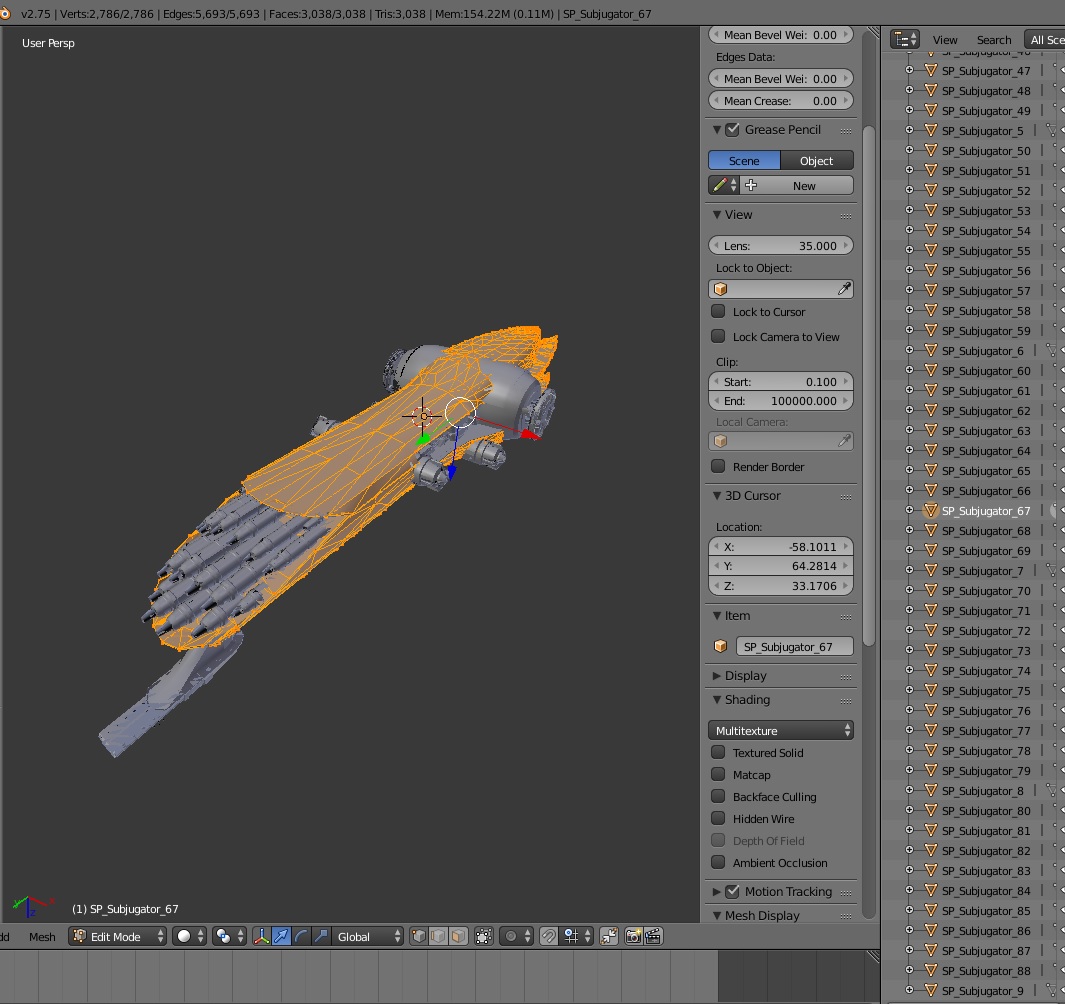 v2.75 | Verts:2,786/2,786 | Edges:5,693/5,693 | Faces:3,038/3,038 | Tris:3,038 | Mem:154.22M (0.11M) | SP_Subjugator_67
User Persp
(1) SP_Subjugator_67
Mesh
Edit Mode
Global
Mean Bevel Wei: 0.00
Edges Data:
Mean Bevel Wei: 0.00
Mean Crease: 0.00
Grease Pencil
Scene Object
New
View
Lens: 35.000
Lock to Object:
Lock to Cursor
Lock Camera to View
Clip:
Start: 0.100
End: 100000.000
Local Camera:
Render Border
3D Cursor
Location:
X: -58.1011
Y: 64.2814
Z: 33.1706
Item
SP_Subjugator_67
Display
Shading
Multitexture
Textured Solid
Matcap
Backface Culling
Hidden Wire
Depth Of Field
Ambient Occlusion
Motion Tracking
Mesh Display
View Search All Sce
SP_Subjugator_46
SP_Subjugator_47
SP_Subjugator_48
SP_Subjugator_49
SP_Subjugator_5
SP_Subjugator_50
SP_Subjugator_51
SP_Subjugator_52
SP_Subjugator_53
SP_Subjugator_54
SP_Subjugator_55
SP_Subjugator_56
SP_Subjugator_57
SP_Subjugator_58
SP_Subjugator_59
SP_Subjugator_6
SP_Subjugator_60
SP_Subjugator_61
SP_Subjugator_62
SP_Subjugator_63
SP_Subjugator_64
SP_Subjugator_65
SP_Subjugator_66
SP_Subjugator_67
SP_Subjugator_68
SP_Subjugator_69
SP_Subjugator_7
SP_Subjugator_70
SP_Subjugator_71
SP_Subjugator_72
SP_Subjugator_73
SP_Subjugator_74
SP_Subjugator_75
SP_Subjugator_76
SP_Subjugator_77
SP_Subjugator_78
SP_Subjugator_79
SP_Subjugator_8
SP_Subjugator_80
SP_Subjugator_81
SP_Subjugator_82
SP_Subjugator_83
SP_Subjugator_84
SP_Subjugator_85
SP_Subjugator_86
SP_Subjugator_87
SP_Subjugator_88
SP_Subjugator_9